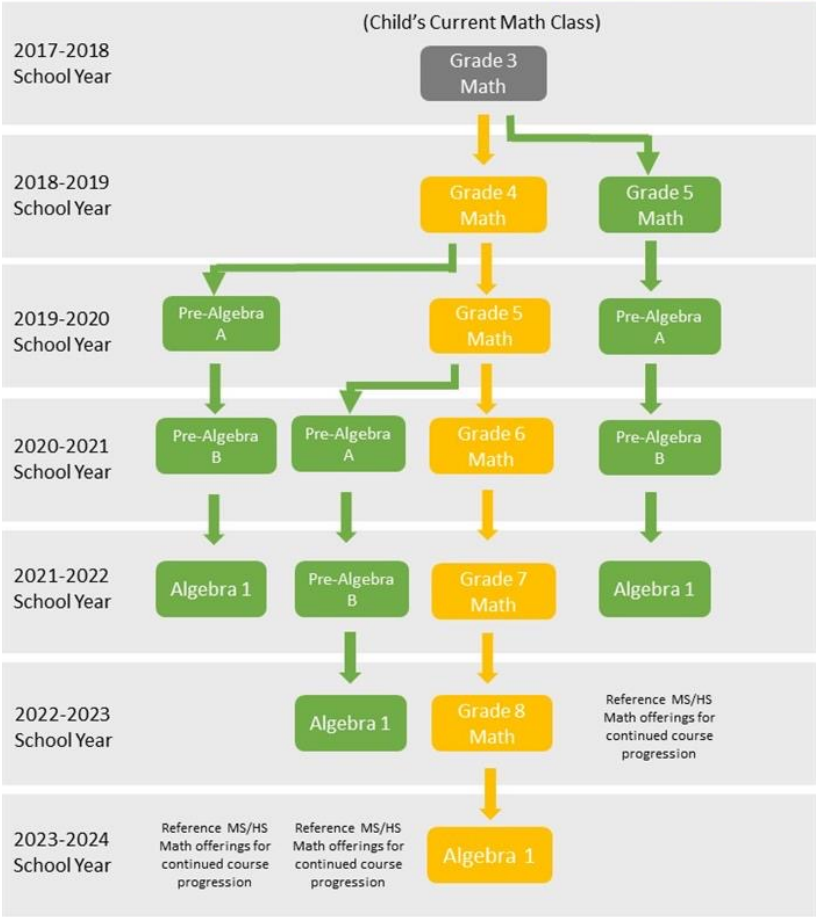 (Child's Current Math Class)
2017-2018
School Year
Grade 3
Math
2018-2019
School Year
Grade 4
Math
Grade 5
Math
2019-2020
School Year
Pre-Algebra
A
Grade 5
Math
Pre-Algebra
A
2020-2021
School Year
Pre-Algebra
B
Pre-Algebra
A
Grade 6
Math
Pre-Algebra
B
2021-2022
School Year
Algebra 1
Pre-Algebra
B
Grade 7
Math
Algebra 1
2022-2023
School Year
Algebra 1
Grade 8
Math
Reference MS/HS
Math offerings for
continued course
progression
2023-2024
School Year
Reference MS/HS
Math offerings for
continued course
progression
Reference MS/HS
Math offerings for
continued course
progression
Algebra 1